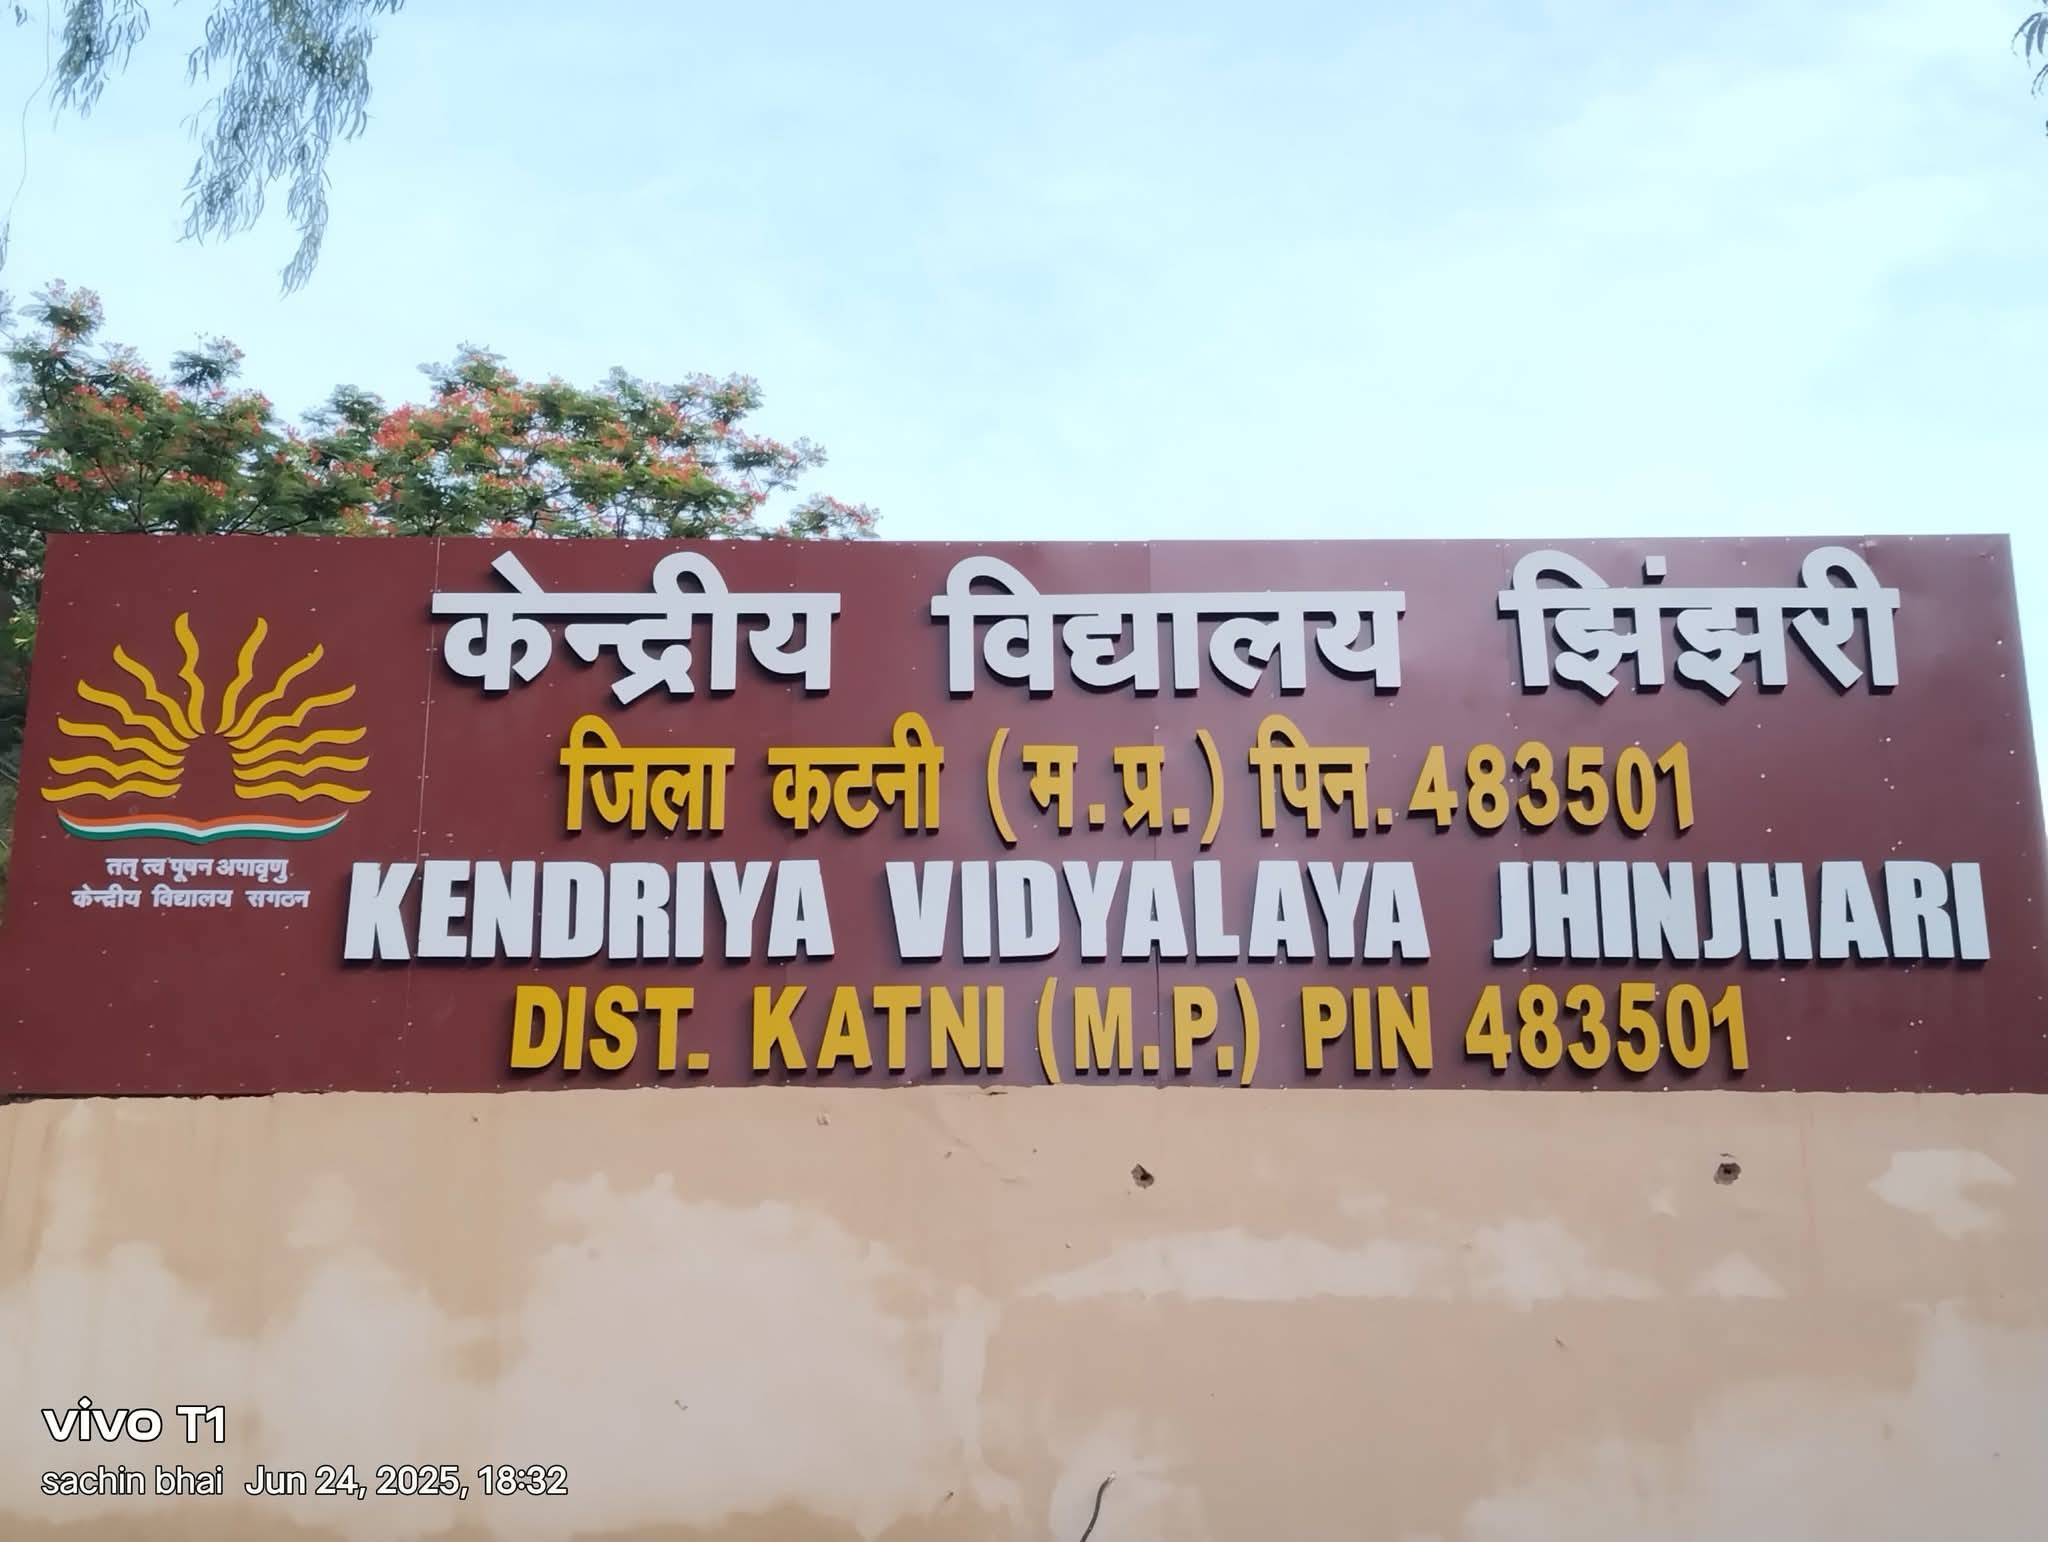 केन्द्रीय विद्यालय झिंझरी
जिला कटनी (म.प्र.) पिन. 483501
KENDRIYA VIDYALAYA JHINJHARI
DIST. KATNI (M.P.) PIN 483501
तत् त्वं पूषन अपावृणु
केन्द्रीय विद्यालय संगठन
vivo T1
sachin bhai Jun 24, 2025, 18:32